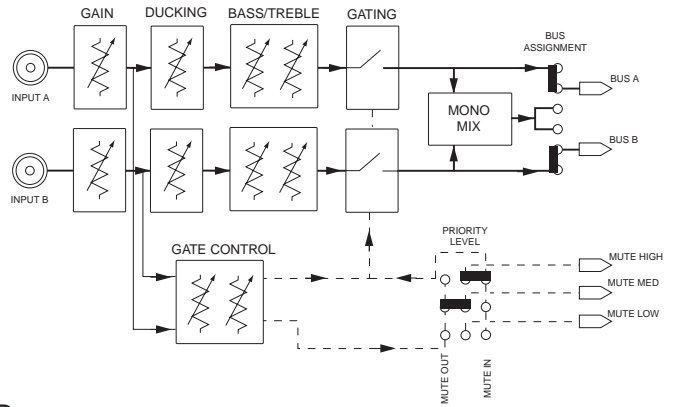 GAIN
DUCKING
BASS/TREBLE
GATING
BUS
ASSIGNMENT
INPUT A
BUS A
MONO
MIX
BUS B
INPUT B
GATE CONTROL
PRIORITY
LEVEL
MUTE HIGH
MUTE MED
MUTE LOW
MUTE OUT
MUTE IN